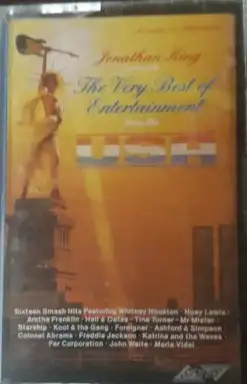 Jonathan King
The Very Best of
Entertainment
from the
USA
Sixteen Smash Hits Featuring Whitney Houston · Huey Lewis
Aretha Franklin · Hall & Oates · Tina Turner · Mr Mister
Starship · Kool & the Gang · Foreigner · Ashford & Simpson
Colonel Abrams · Freddie Jackson · Katrina and the Waves
Far Corporation · John Waite · Maria Vidal